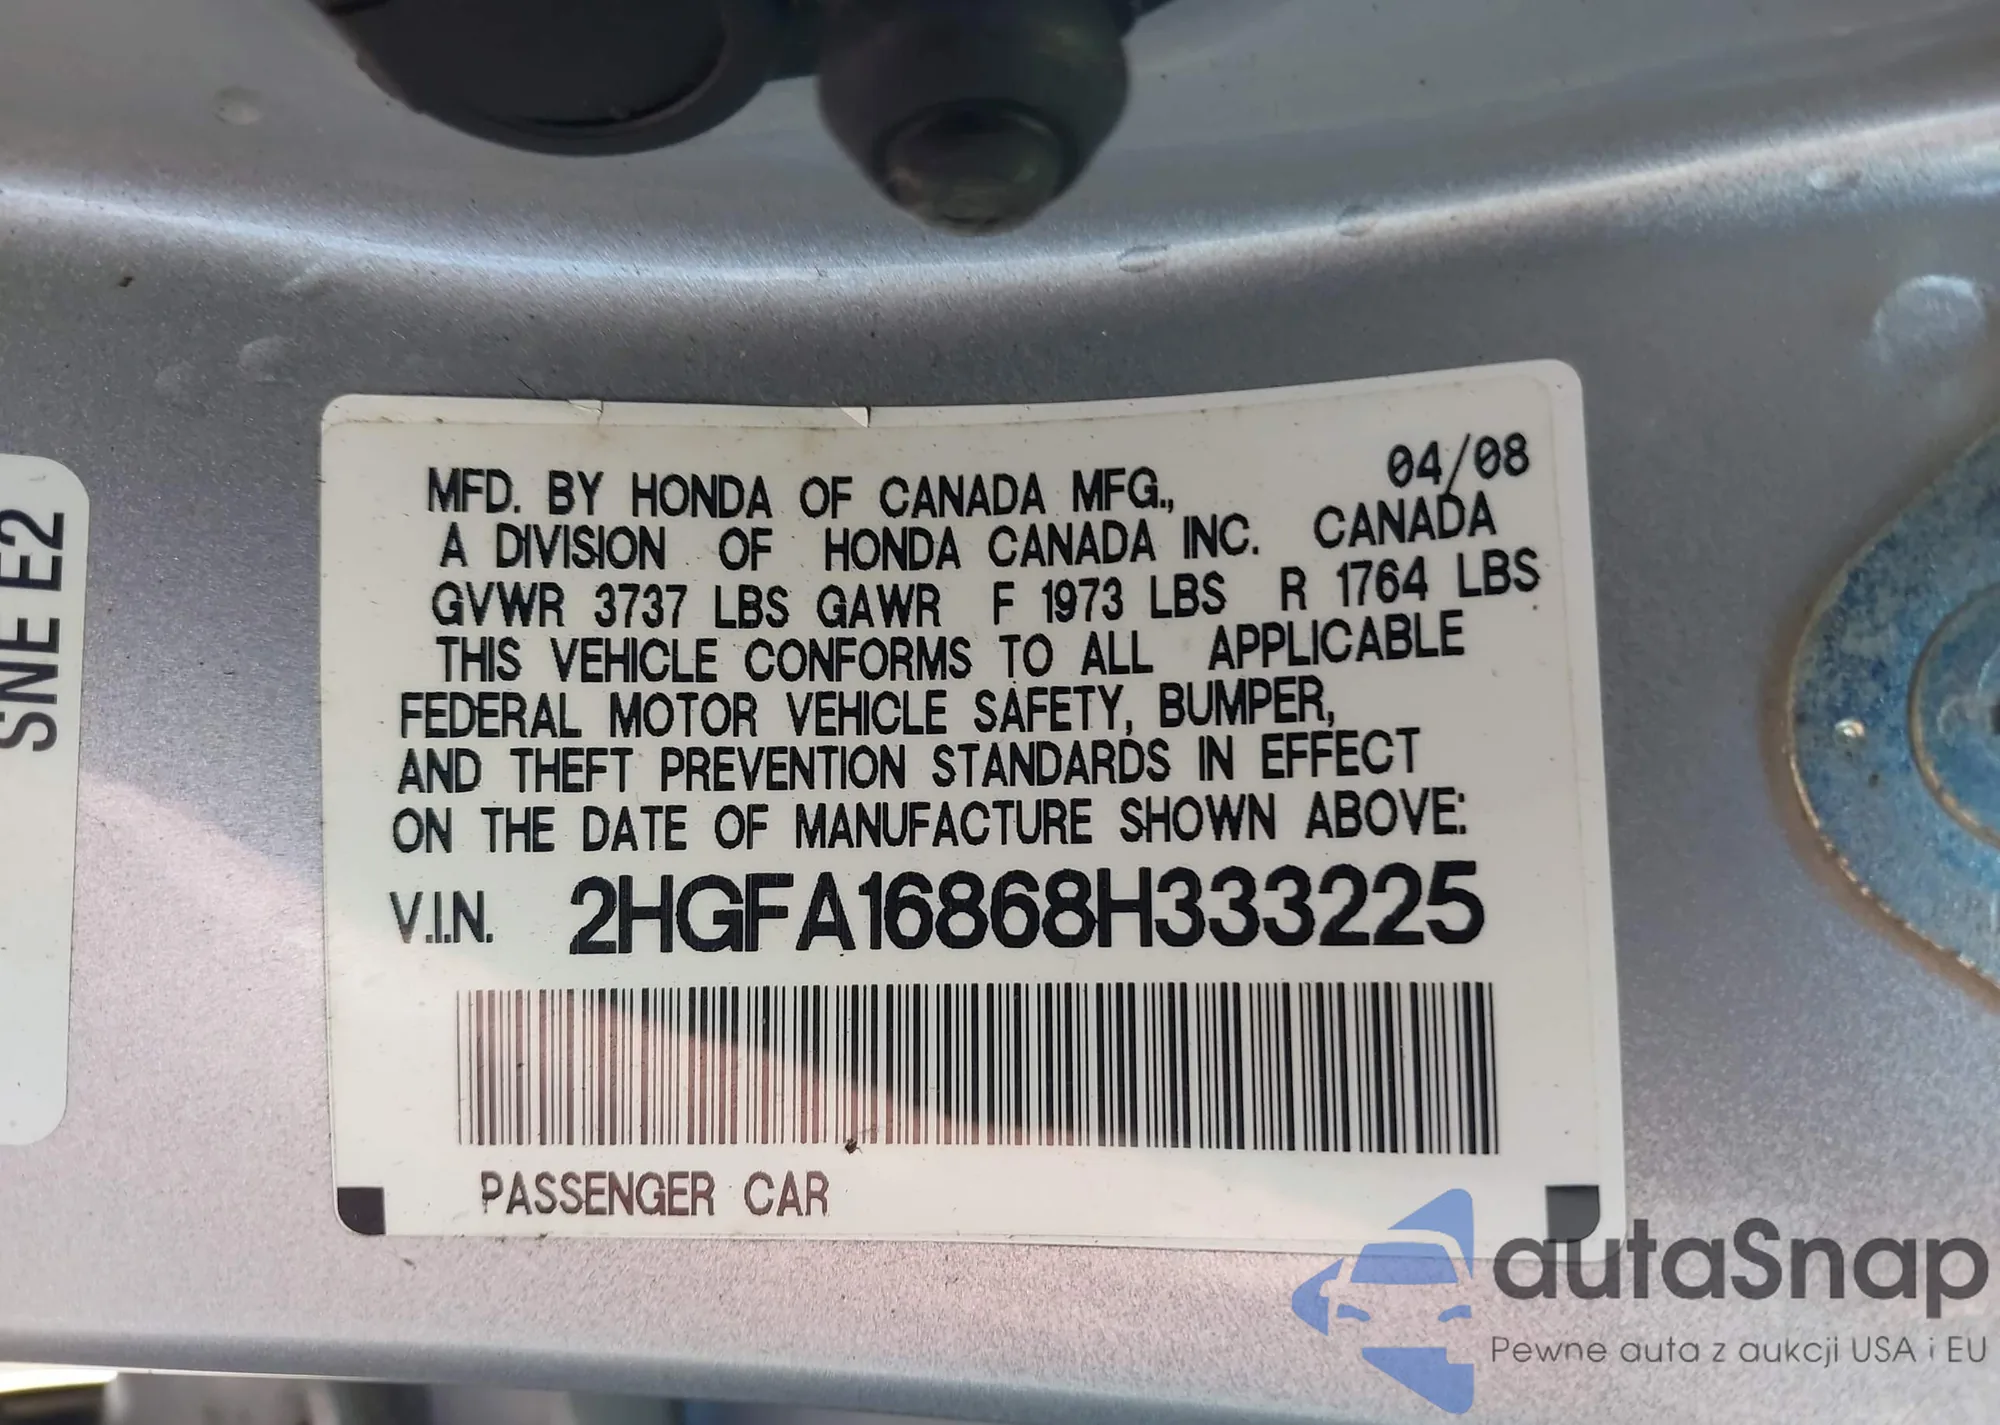 SNE E2
04/08
MFD. BY HONDA OF CANADA MFG.,
A DIVISION OF HONDA CANADA INC. CANADA
GVWR 3737 LBS GAWR F 1973 LBS R 1764 LBS
THIS VEHICLE CONFORMS TO ALL APPLICABLE
FEDERAL MOTOR VEHICLE SAFETY, BUMPER,
AND THEFT PREVENTION STANDARDS IN EFFECT
ON THE DATE OF MANUFACTURE SHOWN ABOVE:
V.I.N. 2HGFA16868H333225
PASSENGER CAR
autaSnap
Pewne auta z aukcji USA i EU